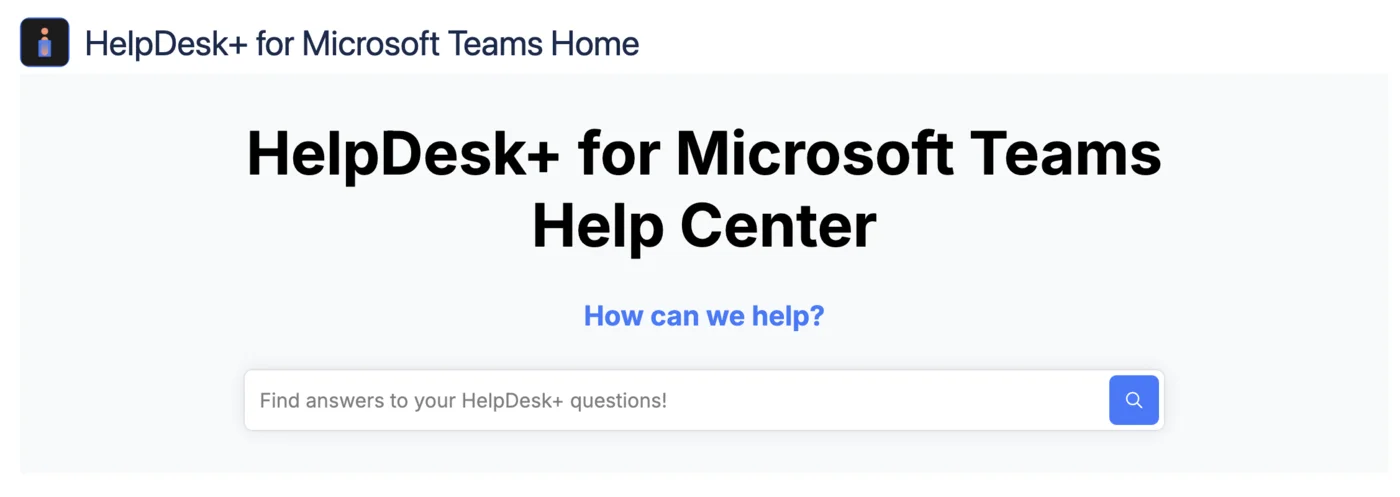 HelpDesk+ for Microsoft Teams Home
HelpDesk+ for Microsoft Teams
Help Center
How can we help?
Find answers to your HelpDesk+ questions!